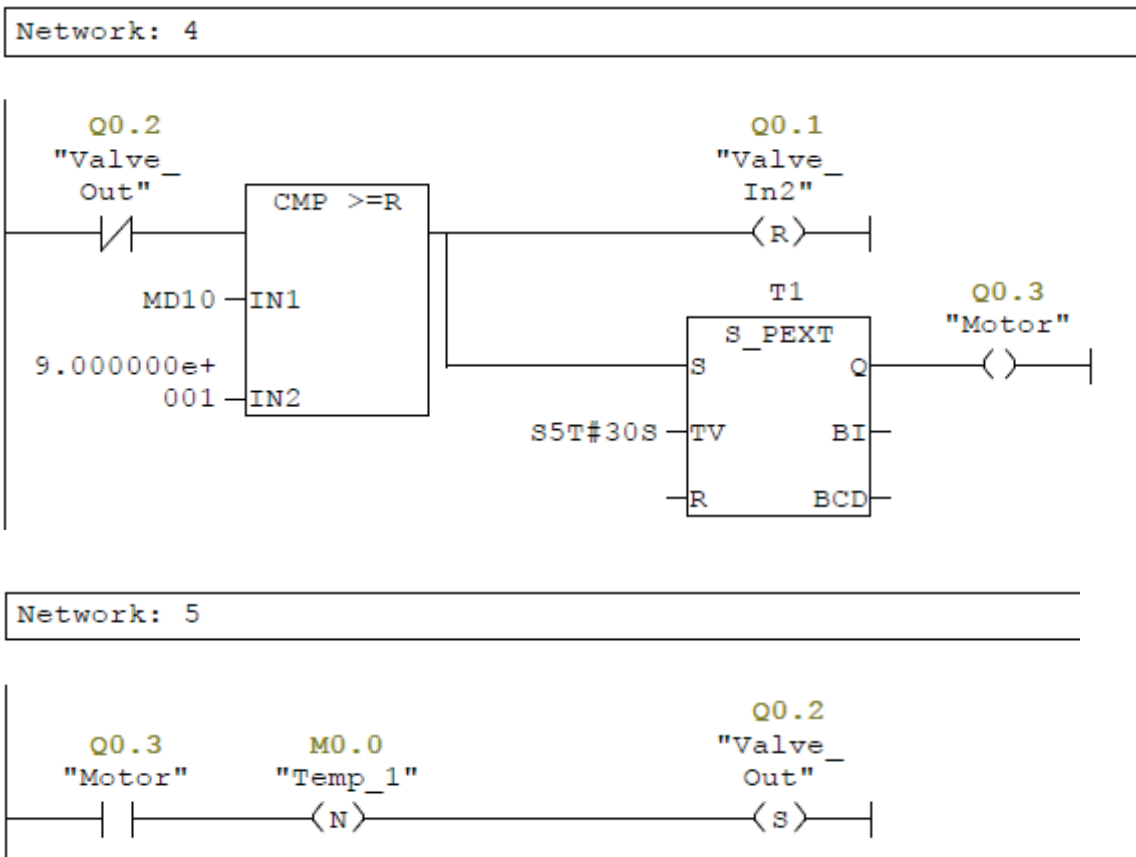 Network: 4
Q0.2
"Valve_
Out"
CMP >=R
MD10
IN1
9.000000e+
001
IN2
Q0.1
"Valve_
In2"
R
T1
S_PEXT
S
Q
S5T#30S
TV
BI
R
BCD
Q0.3
"Motor"
Network: 5
Q0.3
"Motor"
M0.0
"Temp_1"
N
Q0.2
"Valve_
Out"
S